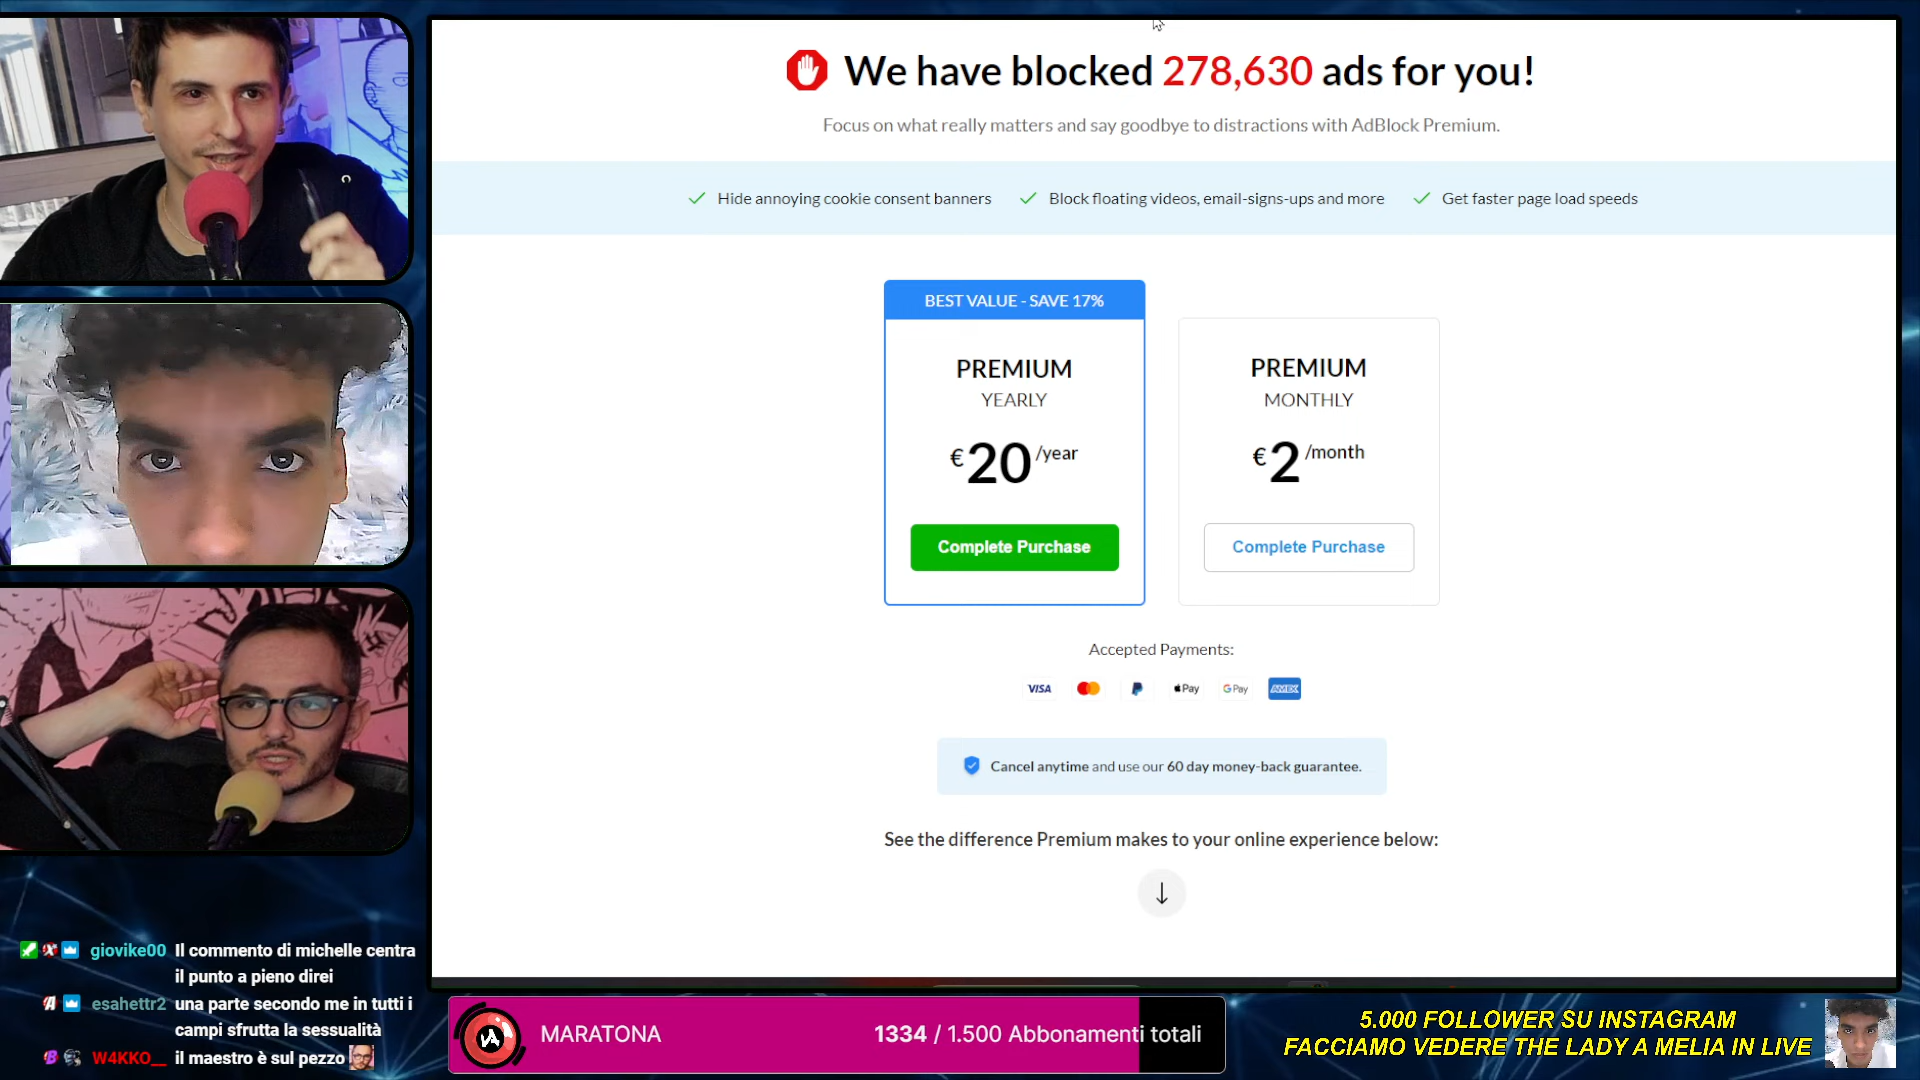 We have blocked 278,630 ads for you!
Focus on what really matters and say goodbye to distractions with AdBlock Premium.
Hide annoying cookie consent banners
Block floating videos, email-signs-ups and more
Get faster page load speeds
BEST VALUE - SAVE 17%
PREMIUM
YEARLY
€20/year
Complete Purchase
PREMIUM
MONTHLY
€2/month
Complete Purchase
Accepted Payments:
VISA
Pay
G Pay
AMEX
Cancel anytime and use our 60 day money-back guarantee.
See the difference Premium makes to your online experience below:
giovike00 Il commento di michelle centra
il punto a pieno direi
esahettr2 una parte secondo me in tutti i
campi sfrutta la sessualità
W4KKO__ il maestro è sul pezzo
MARATONA
1334 / 1.500 Abbonamenti totali
5.000 FOLLOWER SU INSTAGRAM
FACCIAMO VEDERE THE LADY A MELIA IN LIVE